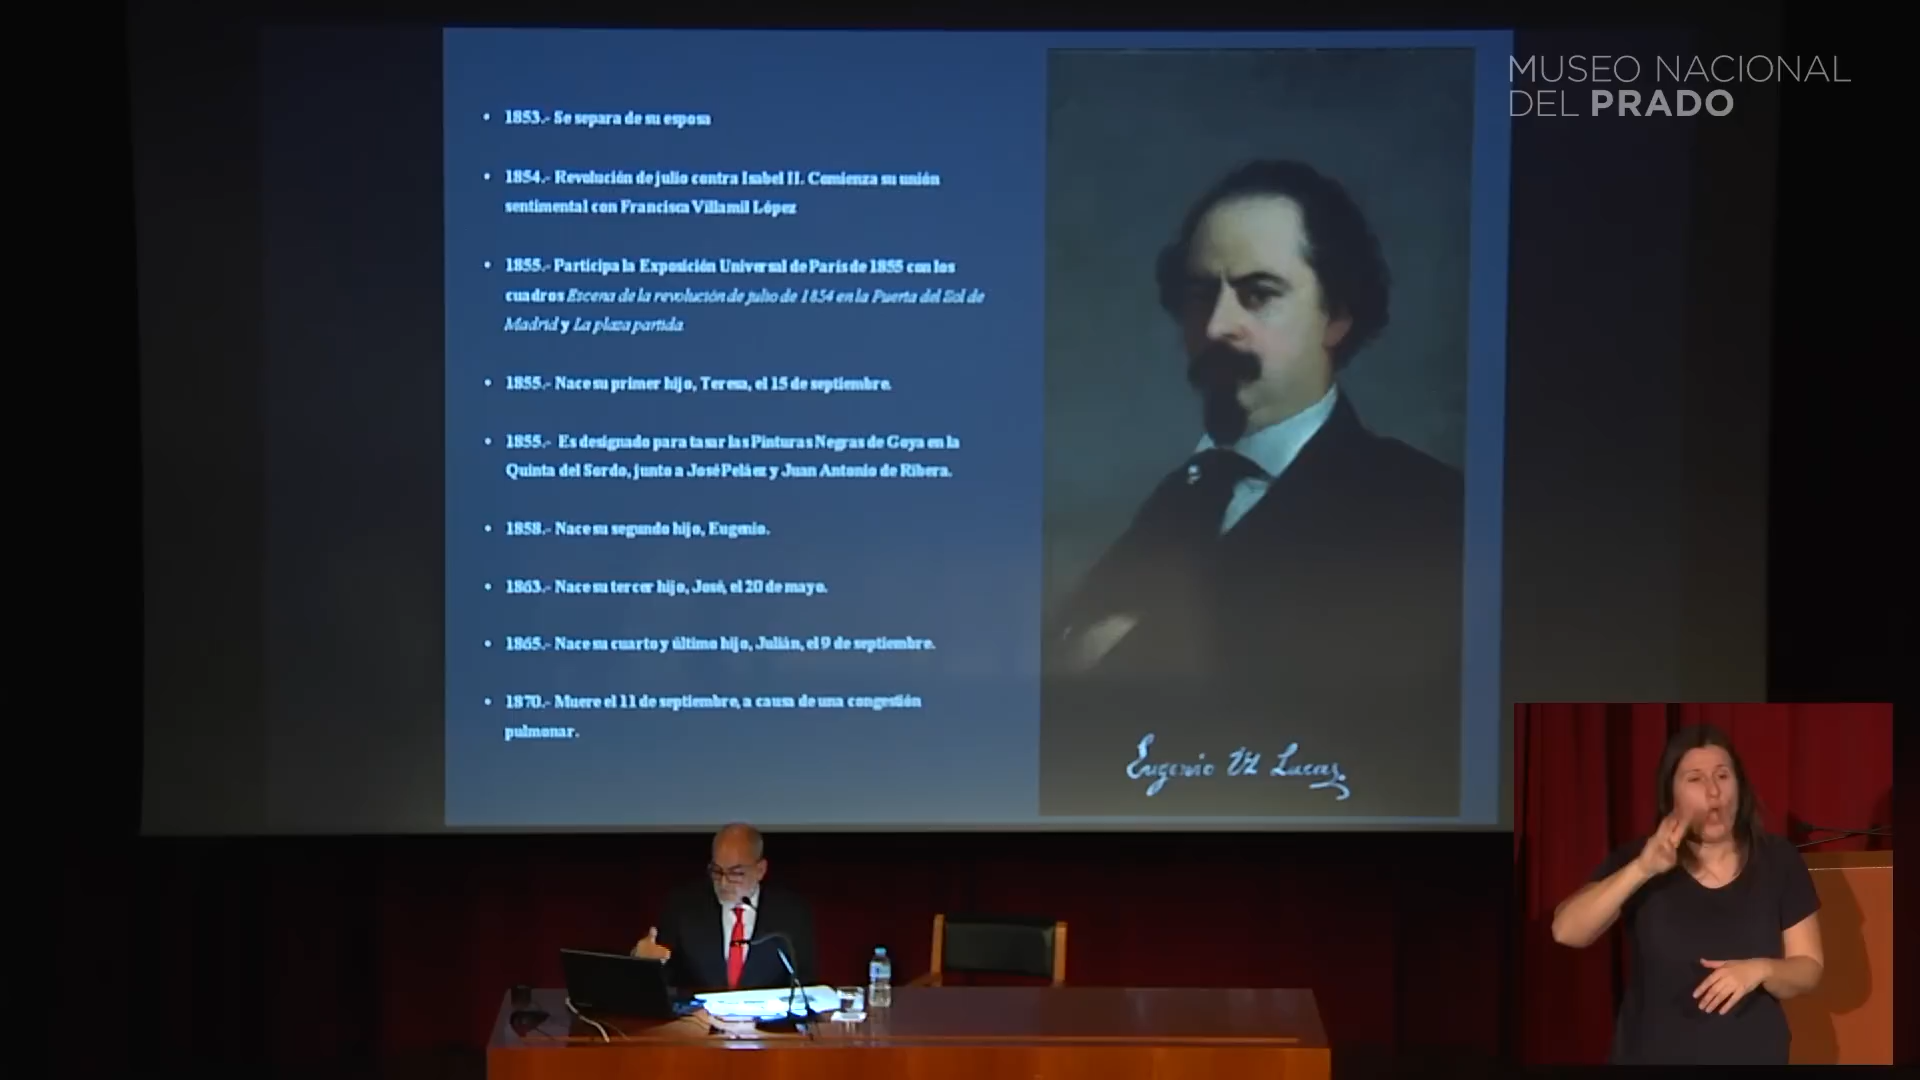 MUSEO NACIONAL
DEL PRADO
• 1853.- Se separa de su esposa
• 1854.- Revolución de julio contra Isabel II. Comienza su unión
sentimental con Francisca Villamil López
• 1855.- Participa la Exposición Universal de París de 1855 con los
cuadros Escena de la revolución de julio de 1854 en la Puerta del Sol de
Madrid y La plaza partida
• 1855.- Nace su primer hijo, Teresa, el 15 de septiembre.
• 1855.- Es designado para tasar las Pinturas Negras de Goya en la
Quinta del Sordo, junto a José Peláez y Juan Antonio de Ribera.
• 1858.- Nace su segundo hijo, Eugenio.
• 1863.- Nace su tercer hijo, José, el 20 de mayo.
• 1865.- Nace su cuarto y último hijo, Julián, el 9 de septiembre.
• 1870.- Muere el 11 de septiembre, a causa de una congestión
pulmonar.
Eugenio Lucas